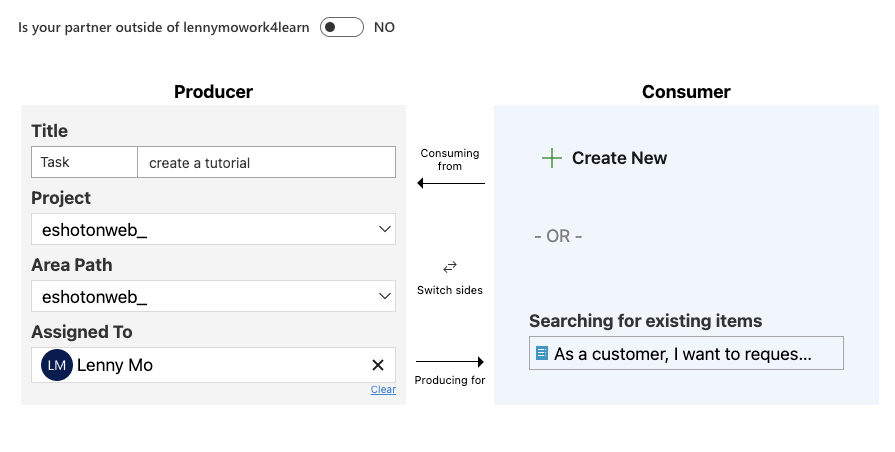 Is your partner outside of lennymowork4learn NO
Producer
Consumer
Title
Task
create a tutorial
Project
eshotonweb_
Area Path
eshotonweb_
Assigned To
LM Lenny Mo
Clear
Consuming
from
Switch sides
Producing for
Create New
- OR -
Searching for existing items
As a customer, I want to reques...